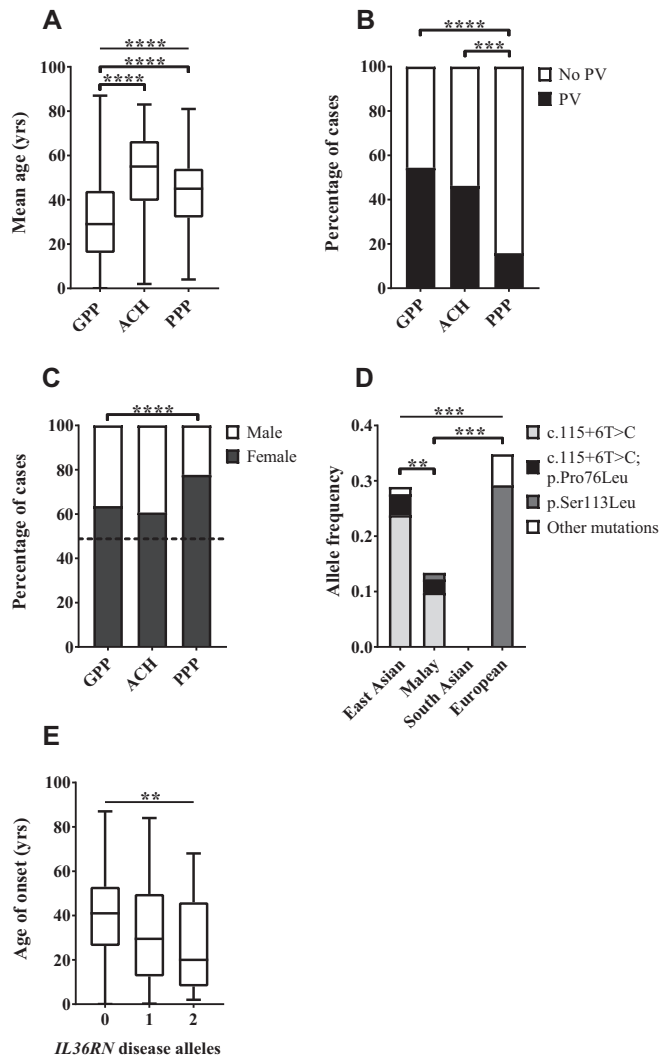 A
****
****
****
100
80
60
40
20
0
Mean age (yrs)
GPP
ACH
PPP
B
****
***
100
80
60
40
20
0
Percentage of cases
GPP
ACH
PPP
No PV
PV
C
****
100
80
60
40
20
0
Percentage of cases
GPP
ACH
PPP
Male
Female
D
***
***
**
0.4
0.3
0.2
0.1
0.0
Allele frequency
East Asian
Malay
South Asian
European
c.115+6T>C
c.115+6T>C;
p.Pro76Leu
p.Ser113Leu
Other mutations
E
**
100
80
60
40
20
0
Age of onset (yrs)
0 1 2
IL36RN disease alleles